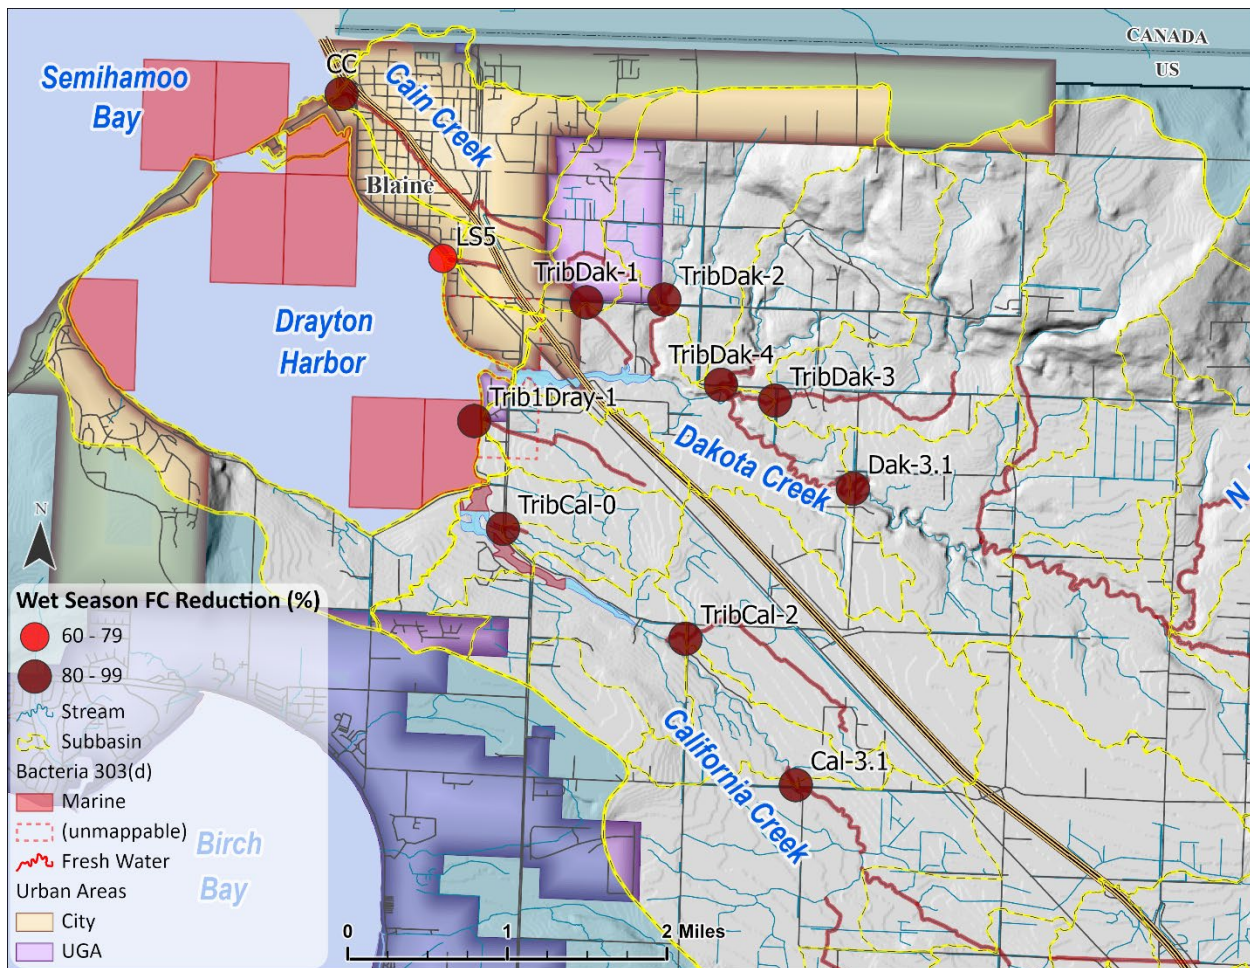 CANADA
US
Semihamoo
Bay
CC
Cain Creek
Blaine
LS5
TribDak-1
TribDak-2
Drayton
Harbor
TribDak-4
TribDak-3
Trib1Dray-1
Dakota Creek
Dak-3.1
N
TribCal-0
N
Wet Season FC Reduction (%)
60 - 79
80 - 99
Stream
Subbasin
Bacteria 303(d)
Marine
(unmappable)
Fresh Water
Urban Areas
City
UGA
TribCal-2
California Creek
Cal-3.1
Birch
Bay
0 1 2 Miles